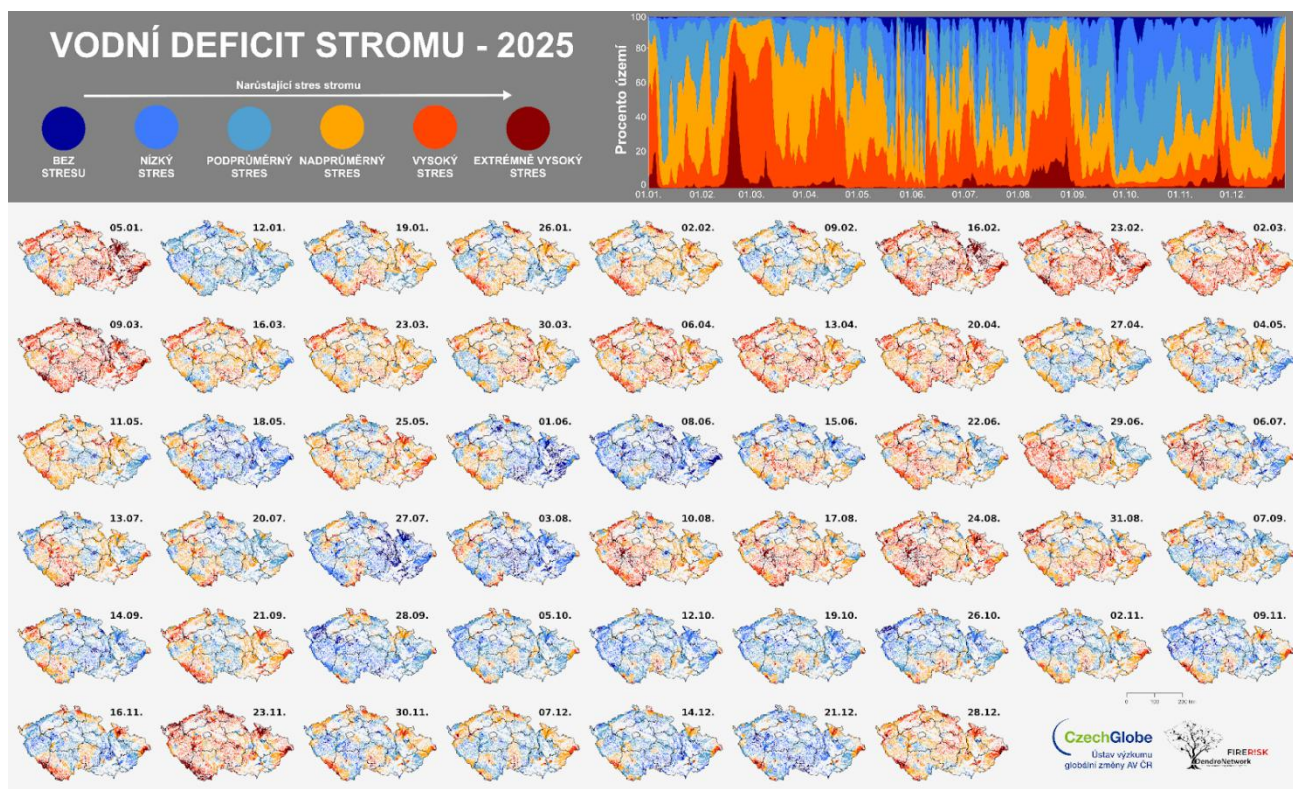 VODNÍ DEFICIT STROMU - 2025
Narůstající stres stromu
BEZ STRESU
NÍZKÝ STRES
PODPRŮMĚRNÝ STRES
NADPRŮMĚRNÝ STRES
VYSOKÝ STRES
EXTRÉMNĚ VYSOKÝ STRES
Procento území
100
80
60
40
20
0
01.01. 01.02. 01.03. 01.04. 01.05. 01.06. 01.07. 01.08. 01.09. 01.10. 01.11. 01.12.
05.01. 12.01. 19.01. 26.01. 02.02. 09.02. 16.02. 23.02. 02.03.
09.03. 16.03. 23.03. 30.03. 06.04. 13.04. 20.04. 27.04. 04.05.
11.05. 18.05. 25.05. 01.06. 08.06. 15.06. 22.06. 29.06. 06.07.
13.07. 20.07. 27.07. 03.08. 10.08. 17.08. 24.08. 31.08. 07.09.
14.09. 21.09. 28.09. 05.10. 12.10. 19.10. 26.10. 02.11. 09.11.
16.11. 23.11. 30.11. 07.12. 14.12. 21.12. 28.12.
0 100 200 km
CzechGlobe
Ústav výzkumu
globální změny AV ČR
FIRER!SK
DendroNetwork